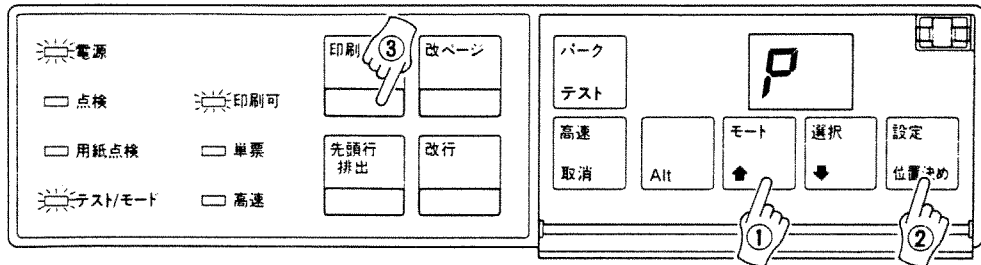 電源
点検
用紙点検
テスト/モード
印刷可
単票
高速
印刷
③
改ページ
先頭行
排出
改行
パーク
テスト
P
高速
取消
Alt
モード
選択
設定
位置決め
①
②